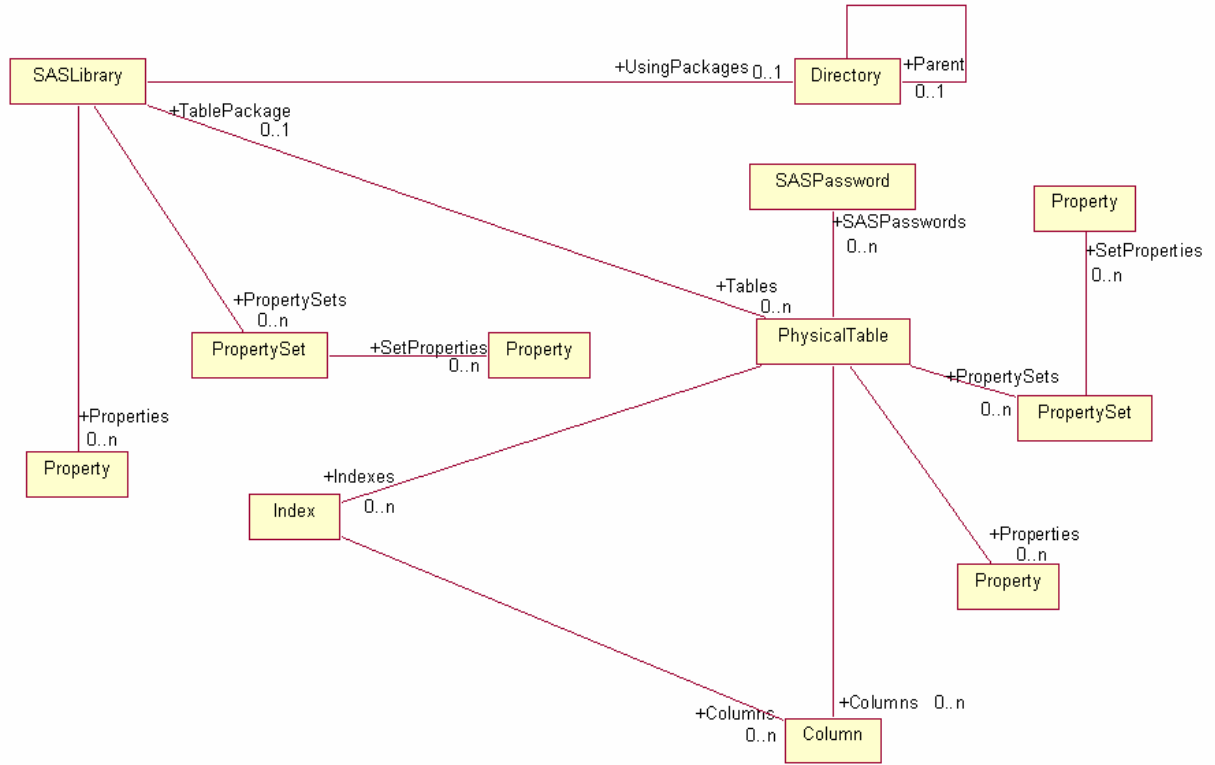 SASLibrary
+UsingPackages
0..1
Directory
+Parent
0..1
+TablePackage
0..1
SASPassword
+SASPasswords
0..n
Property
+SetProperties
0..n
+Tables
0..n
PhysicalTable
+PropertySets
0..n
PropertySet
+SetProperties
0..n
Property
+PropertySets
0..n
PropertySet
+Properties
0..n
Property
+Indexes
0..n
Index
+Properties
0..n
Property
+Columns
0..n
+Columns 0..n
Column